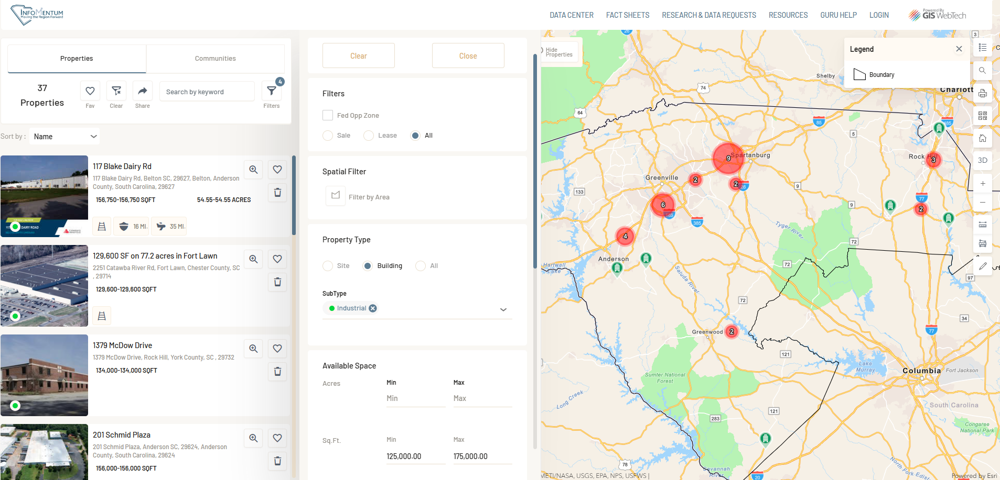 INFOMENTUM
Moving the Region Forward
DATA CENTER
FACT SHEETS
RESEARCH & DATA REQUESTS
RESOURCES
GURU HELP
LOGIN
Powered By
GIS WebTech
Properties
Communities
37
Properties
Fav
Clear
Share
Search by keyword
4
Filters
Sort by :
Name
117 Blake Dairy Rd
117 Blake Dairy Rd, Belton SC, 29627, Belton, Anderson
County, South Carolina, 29627
156,750-156,750 SQFT
54.55-54.55 ACRES
16 MI.
35 MI.
DAIRY ROAD
129,600 SF on 77.2 acres in Fort Lawn
2251 Catawba River Rd, Fort Lawn, Chester County, SC
, 29714
129,600-129,600 SQFT
1379 McDow Drive
1379 McDow Drive, Rock Hill, York County, SC , 29732
134,000-134,000 SQFT
201 Schmid Plaza
201 Schmid Plaza, Anderson SC, 29624, Anderson
County, South Carolina, 29624
156,000-156,000 SQFT
Clear
Close
Filters
Fed Opp Zone
Sale
Lease
All
Spatial Filter
Filter by Area
Property Type
Site
Building
All
SubType
Industrial
Available Space
Acres
Min
Max
Min
Max
Sq.Ft.
Min
Max
125,000.00
175,000.00
Hide
Properties
Legend
Boundary
3D
26
3
74
Shelby
Charlott
64
85
485
5
9
Spartanburg
Rock Hill
3
Greenville
2
2
26
9
133
6
185
385
9
77
2
Tyger River
4
72
Anderson
72
Hartwell
Lake
Saluda River
97
72
34
Greenwood
2
77
121
Lake
Murray
Columbia
Fort Jackson
Sumter National
Forest
Long Creek
South Carolina
121
283
Congaree
National Park
78
Savannah
River
20
North Fork Edisto
METI/NASA, USGS, EPA, NPS, USFWS |
Powered by Esri